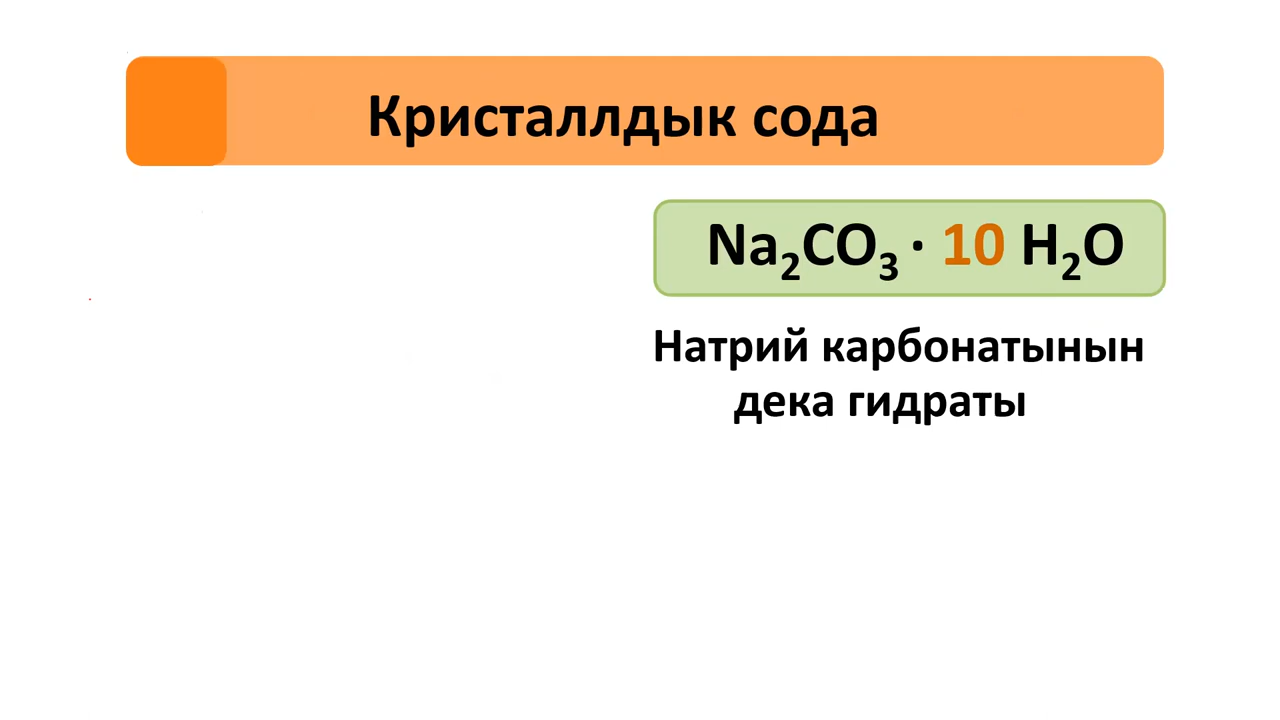 Кристаллдык сода
Na₂CO₃ · 10 H₂O
Натрий карбонатынын
дека гидраты